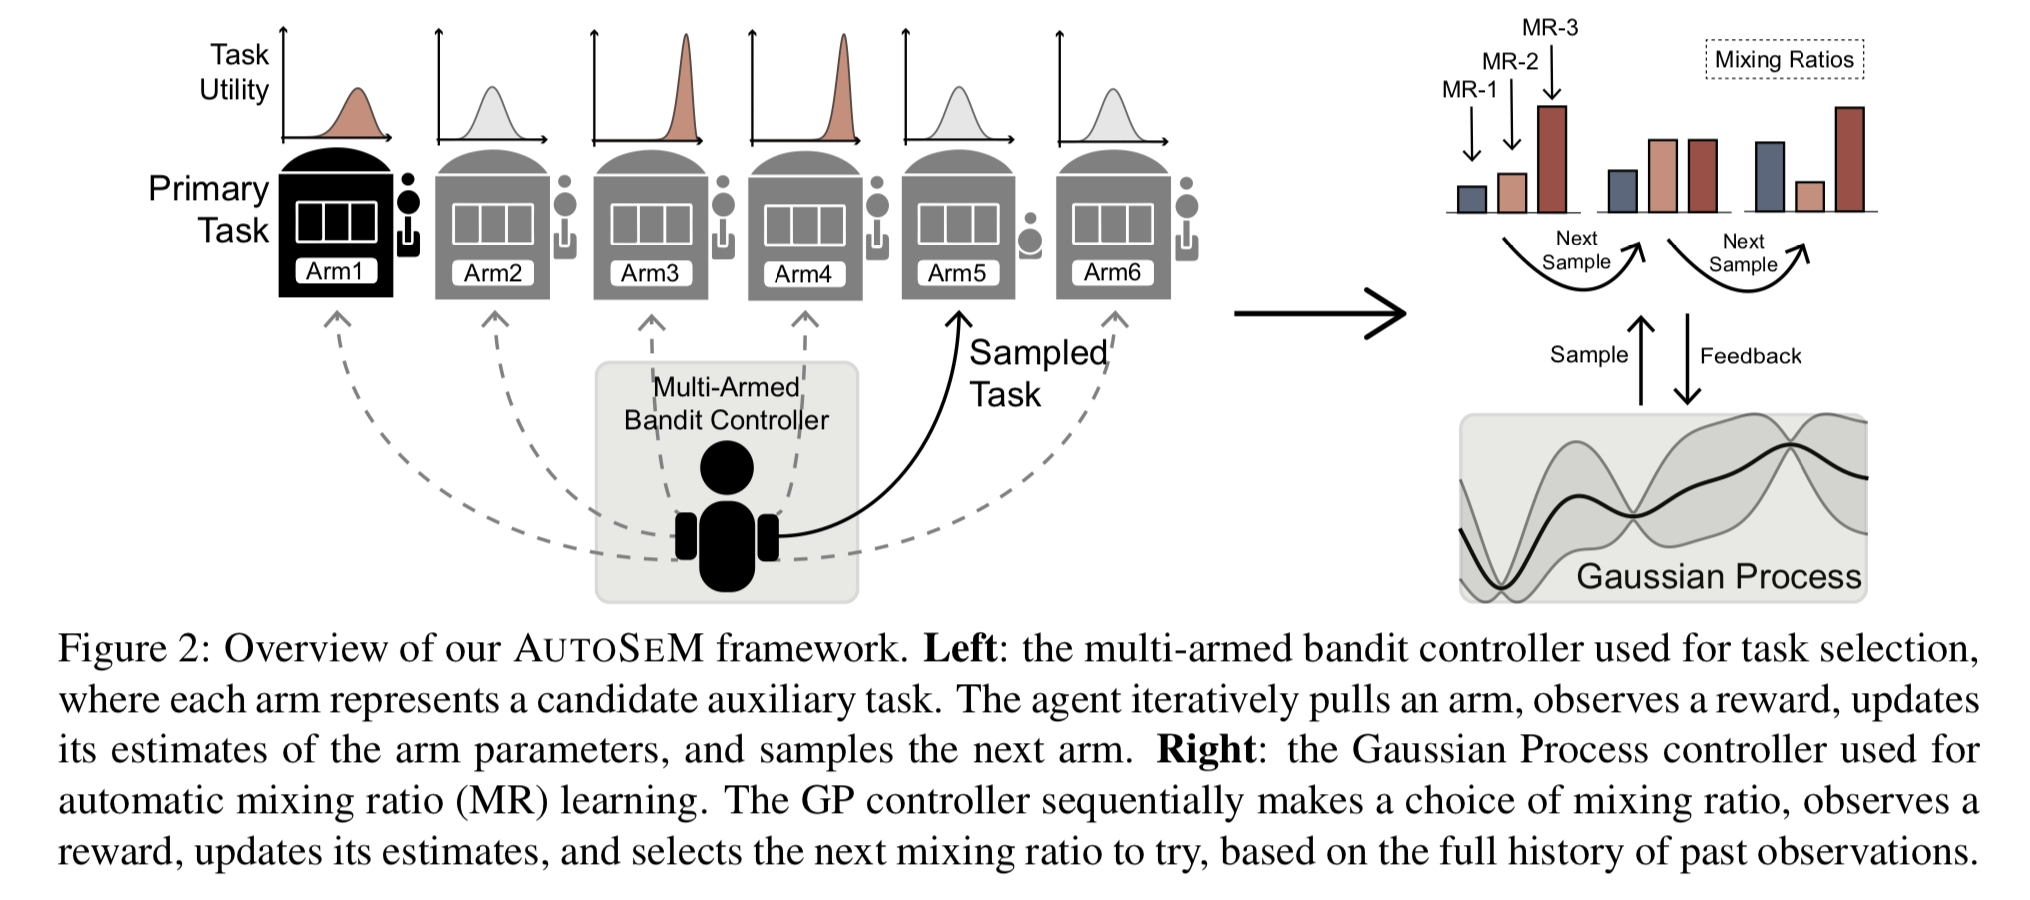 Task
Utility
Primary
Task
Arm1
Arm2
Arm3
Arm4
Arm5
Arm6
Multi-Armed
Bandit Controller
Sampled
Task
MR-1
MR-2
MR-3
Mixing Ratios
Next
Sample
Next
Sample
Sample
Feedback
Gaussian Process
Figure 2: Overview of our AUTOSEM framework. Left: the multi-armed bandit controller used for task selection,
where each arm represents a candidate auxiliary task. The agent iteratively pulls an arm, observes a reward, updates
its estimates of the arm parameters, and samples the next arm. Right: the Gaussian Process controller used for
automatic mixing ratio (MR) learning. The GP controller sequentially makes a choice of mixing ratio, observes a
reward, updates its estimates, and selects the next mixing ratio to try, based on the full history of past observations.